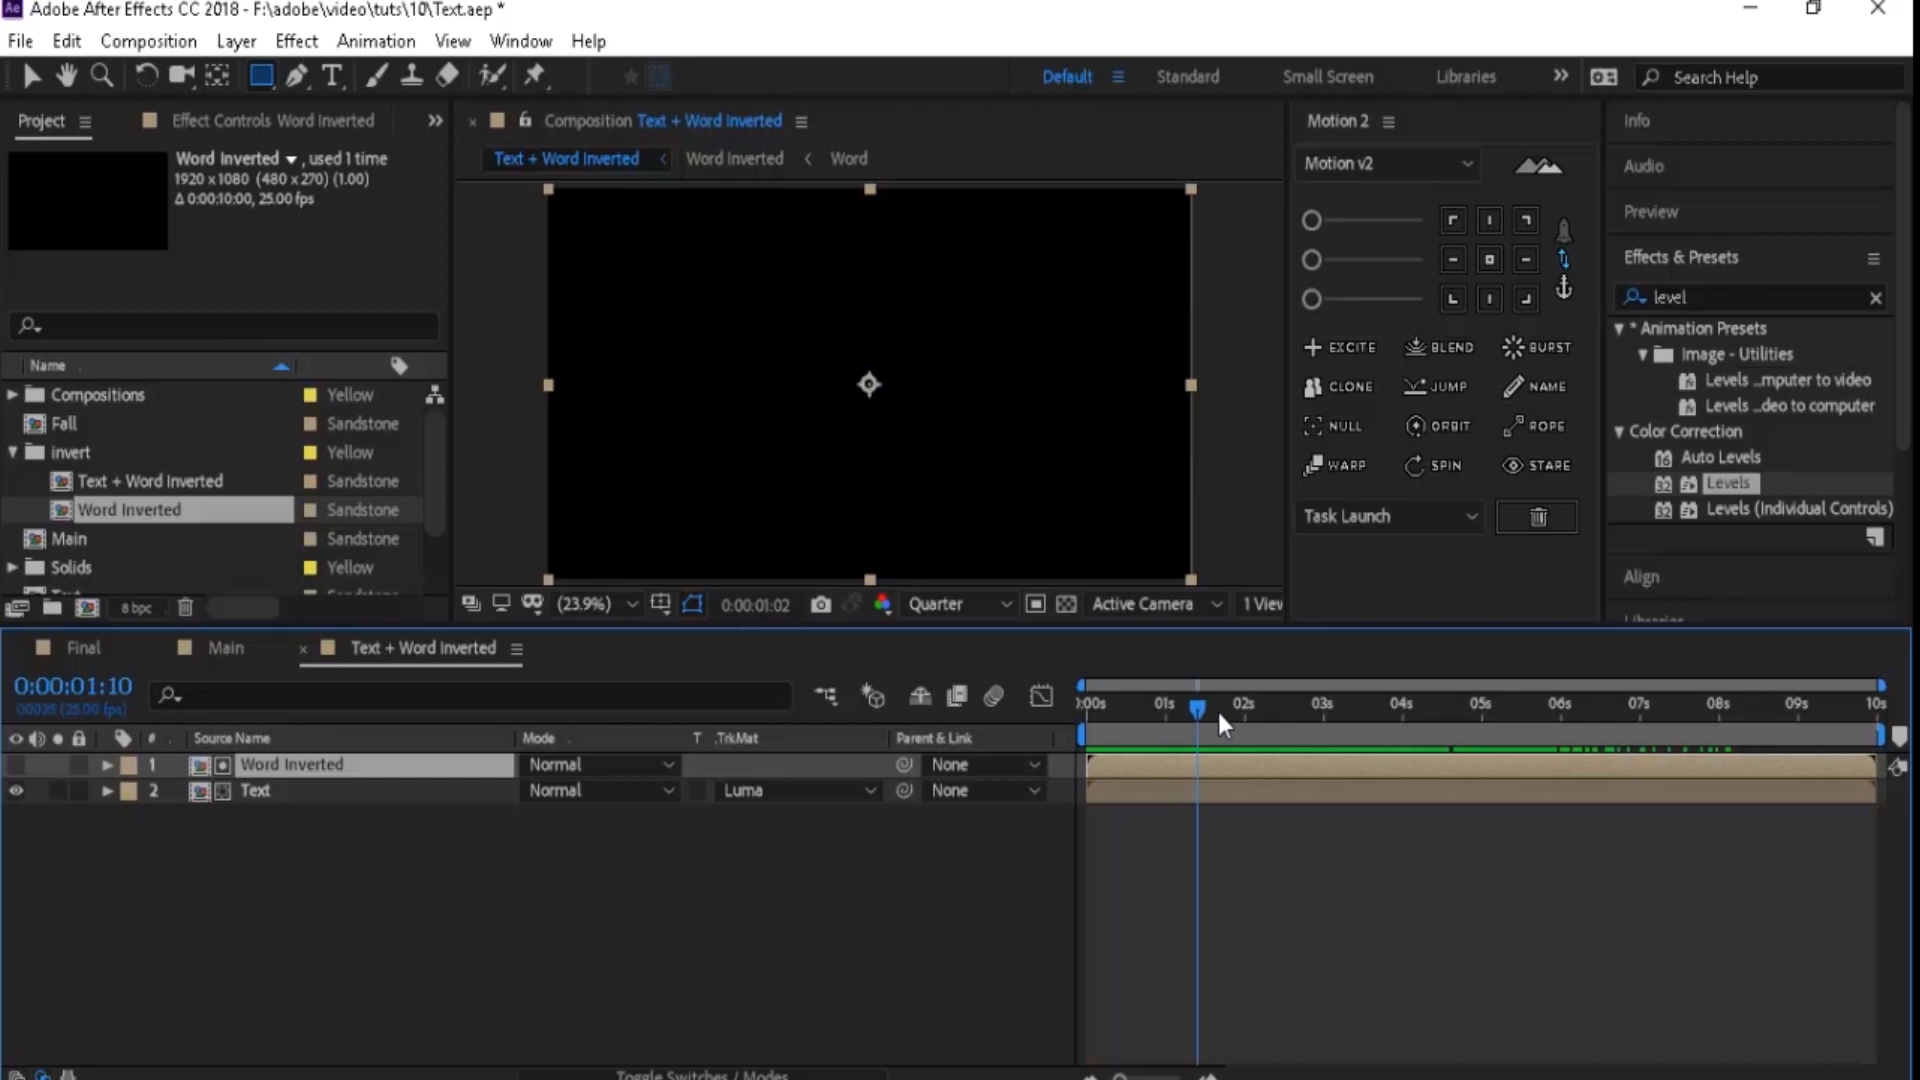 Ae Adobe After Effects CC 2018 - F:\adobe\video\tuts\10\Text.aep *
File Edit Composition Layer Effect Animation View Window Help
Default Standard Small Screen Libraries Search Help
Project Effect Controls Word Inverted
Word Inverted , used 1 time
1920 x 1080 (480 x 270) (1.00)
Δ 0:00:10:00, 25.00 fps
Name
Compositions Yellow
Fall Sandstone
invert Yellow
Text + Word Inverted Sandstone
Word Inverted Sandstone
Main Sandstone
Solids Yellow
8 bpc
Composition Text + Word Inverted
Text + Word Inverted Word Inverted Word
(23.9%) 0:00:01:02 Quarter Active Camera 1 View
Motion 2
Motion v2
EXCITE BLEND BURST
CLONE JUMP NAME
NULL ORBIT ROPE
WARP SPIN STARE
Task Launch
Info
Audio
Preview
Effects & Presets
level
* Animation Presets
Image - Utilities
Levels ...mputer to video
Levels ...deo to computer
Color Correction
16 Auto Levels
32 Levels
32 Levels (Individual Controls)
Align
Final Main Text + Word Inverted
0:00:01:10
00035 (25.00 fps)
):00s 01s 02s 03s 04s 05s 06s 07s 08s 09s 10s
# Source Name Mode T .TrkMat Parent & Link
1 Word Inverted Normal None
2 Text Normal Luma None
Toggle Switches / Modes